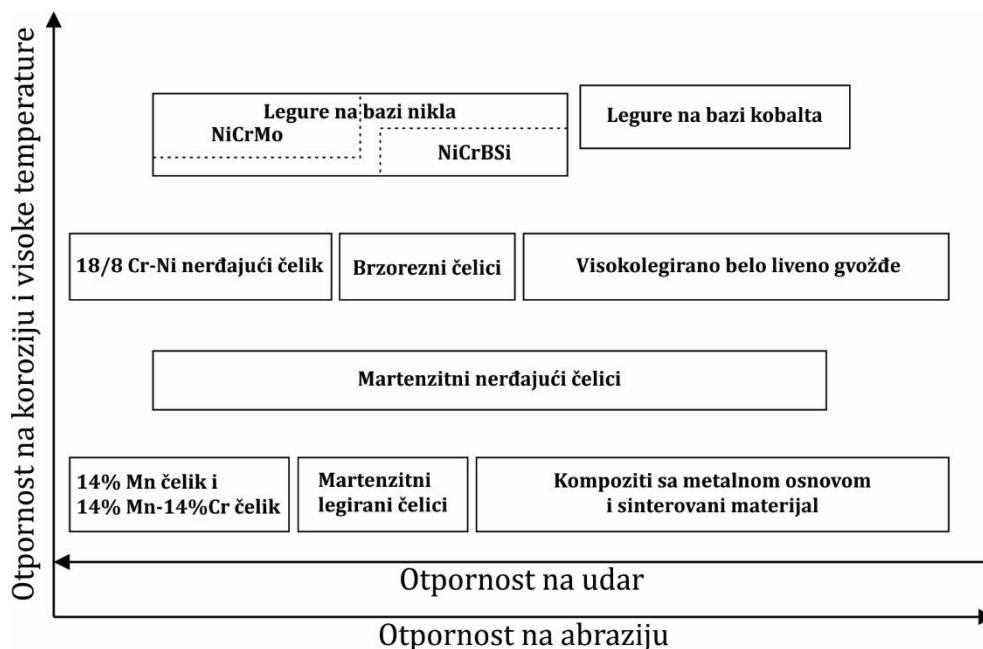 Otpornost na koroziju i visoke temperature
Legure na bazi nikla
NiCrMo
NiCrBSi
Legure na bazi kobalta
18/8 Cr-Ni nerđajući čelik
Brzorezni čelici
Visokolegirano belo liveno gvožđe
Martenzitni nerđajući čelici
14% Mn čelik i
14% Mn-14%Cr čelik
Martenzitni
legirani čelici
Kompoziti sa metalnom osnovom
i sinterovani materijal
Otpornost na udar
Otpornost na abraziju